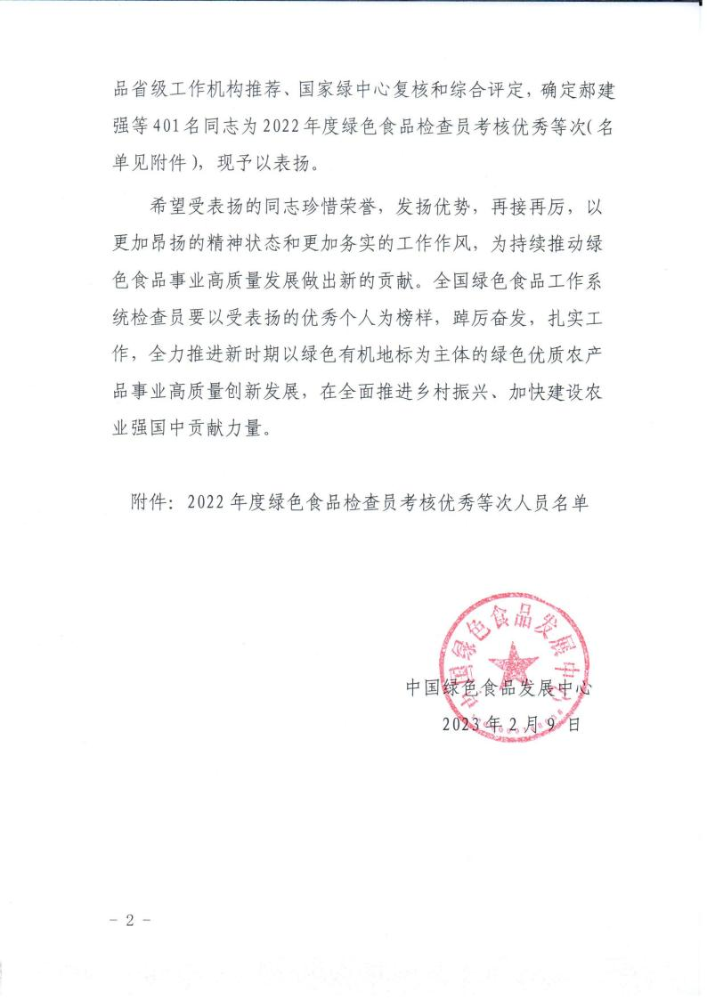 品省级工作机构推荐、国家绿中心复核和综合评定，确定郝建
强等401名同志为2022年度绿色食品检查员考核优秀等次(名
单见附件)，现予以表扬。
希望受表扬的同志珍惜荣誉，发扬优势，再接再厉，以
更加昂扬的精神状态和更加务实的工作作风，为持续推动绿
色食品事业高质量发展做出新的贡献。全国绿色食品工作系
统检查员要以受表扬的优秀个人为榜样，踔厉奋发，扎实工
作，全力推进新时期以绿色有机地标为主体的绿色优质农产
品事业高质量创新发展，在全面推进乡村振兴、加快建设农
业强国中贡献力量。
附件：2022年度绿色食品检查员考核优秀等次人员名单
中国绿色食品发展中心
中国绿色食品发展中心
2023年2月9日
- 2 -